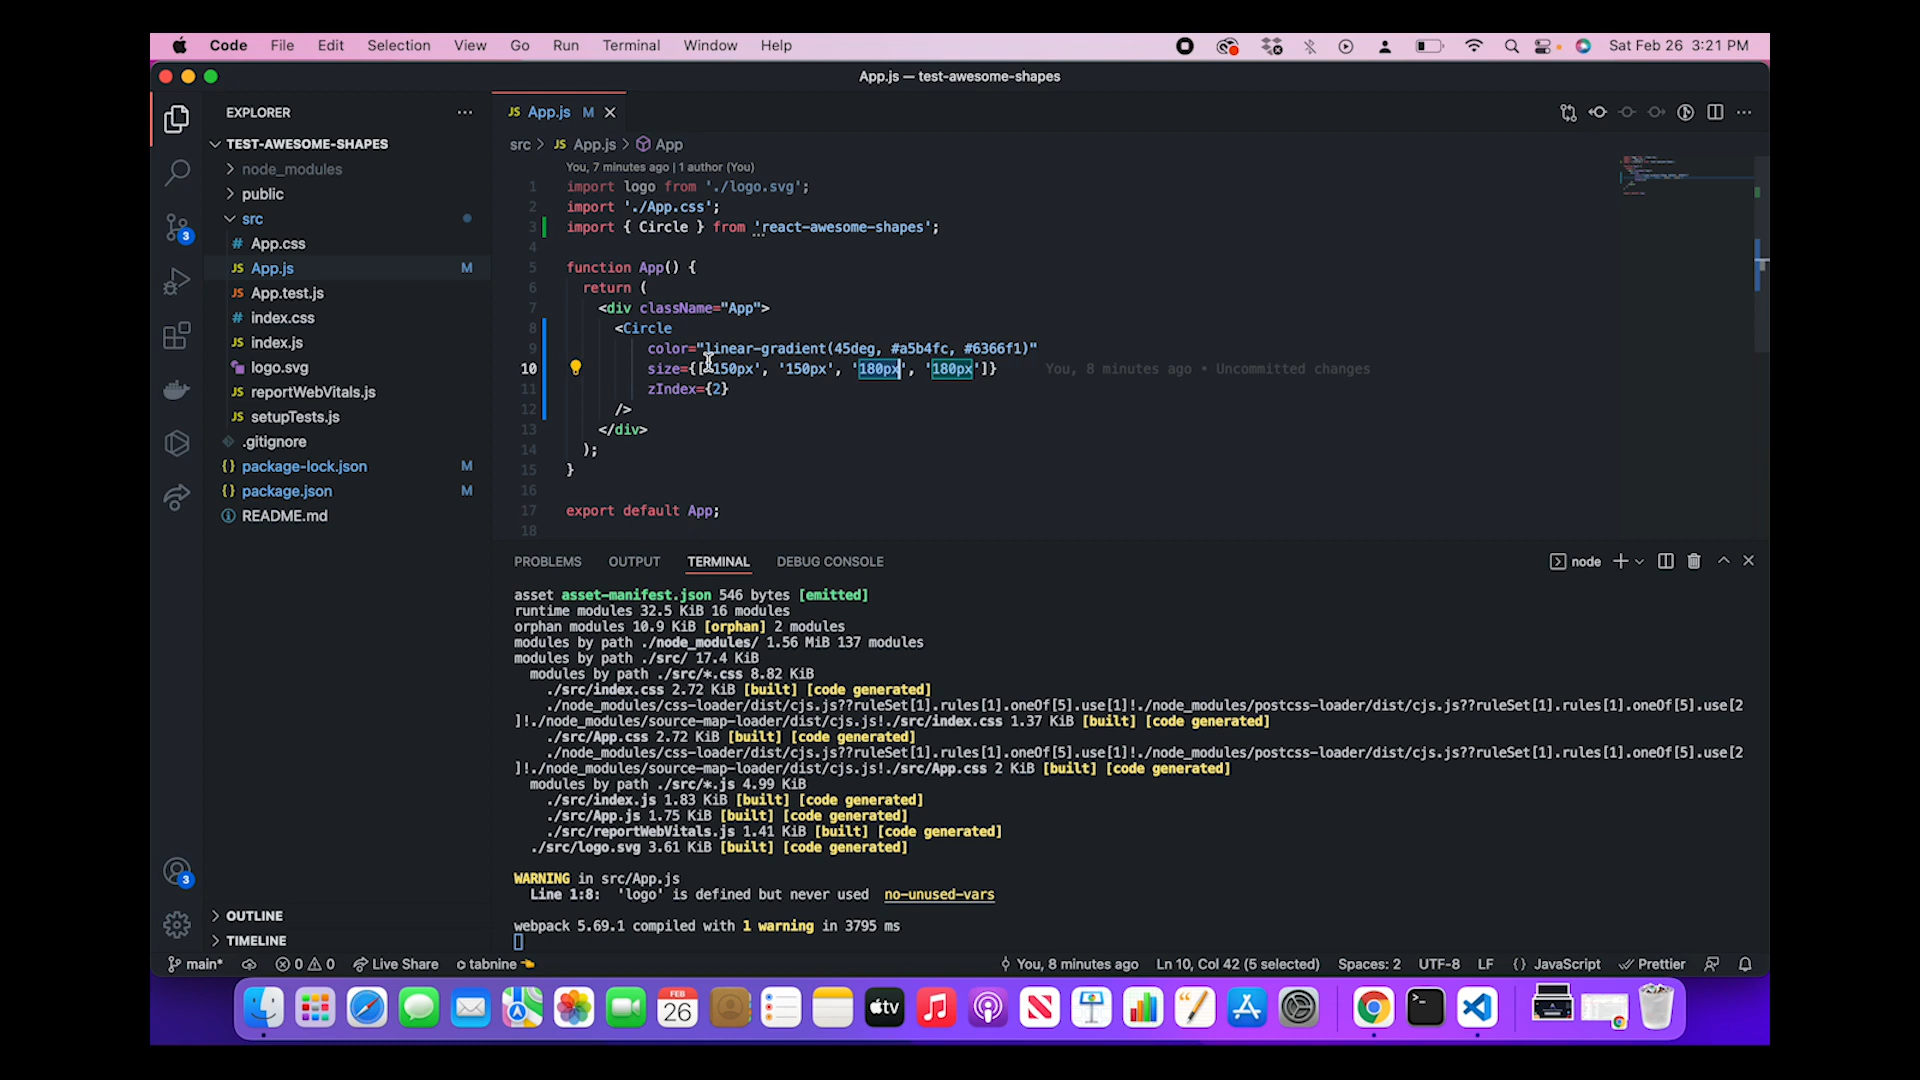 Code File Edit Selection View Go Run Terminal Window Help
Sat Feb 26 3:21 PM
App.js — test-awesome-shapes
EXPLORER
TEST-AWESOME-SHAPES
node_modules
public
src
# App.css
JS App.js M
JS App.test.js
# index.css
JS index.js
logo.svg
JS reportWebVitals.js
JS setupTests.js
.gitignore
{} package-lock.json M
{} package.json M
README.md
OUTLINE
TIMELINE
3
3
JS App.js M
src > JS App.js > App
You, 7 minutes ago | 1 author (You)
1 import logo from './logo.svg';
2 import './App.css';
3 import { Circle } from 'react-awesome-shapes';
4
5 function App() {
6 return (
7 <div className="App">
8 <Circle
9 color="linear-gradient(45deg, #a5b4fc, #6366f1)"
10 size={['150px', '150px', '180px', '180px']} You, 8 minutes ago • Uncommitted changes
11 zIndex={2}
12 />
13 </div>
14 );
15 }
16
17 export default App;
18
PROBLEMS OUTPUT TERMINAL DEBUG CONSOLE
node
asset asset-manifest.json 546 bytes [emitted]
runtime modules 32.5 KiB 16 modules
orphan modules 10.9 KiB [orphan] 2 modules
modules by path ./node_modules/ 1.56 MiB 137 modules
modules by path ./src/ 17.4 KiB
modules by path ./src/*.css 8.82 KiB
./src/index.css 2.72 KiB [built] [code generated]
./node_modules/css-loader/dist/cjs.js??ruleSet[1].rules[1].oneOf[5].use[1]!./node_modules/postcss-loader/dist/cjs.js??ruleSet[1].rules[1].oneOf[5].use[2
]!./node_modules/source-map-loader/dist/cjs.js!./src/index.css 1.37 KiB [built] [code generated]
./src/App.css 2.72 KiB [built] [code generated]
./node_modules/css-loader/dist/cjs.js??ruleSet[1].rules[1].oneOf[5].use[1]!./node_modules/postcss-loader/dist/cjs.js??ruleSet[1].rules[1].oneOf[5].use[2
]!./node_modules/source-map-loader/dist/cjs.js!./src/App.css 2 KiB [built] [code generated]
modules by path ./src/*.js 4.99 KiB
./src/index.js 1.83 KiB [built] [code generated]
./src/App.js 1.75 KiB [built] [code generated]
./src/reportWebVitals.js 1.41 KiB [built] [code generated]
./src/logo.svg 3.61 KiB [built] [code generated]
WARNING in src/App.js
Line 1:8: 'logo' is defined but never used no-unused-vars
webpack 5.69.1 compiled with 1 warning in 3795 ms
main* 0 0 Live Share tabnine You, 8 minutes ago Ln 10, Col 42 (5 selected) Spaces: 2 UTF-8 LF {} JavaScript Prettier
FEB
26
tv